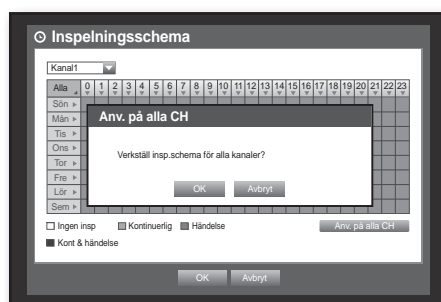 Inspelningsschema
Kanal1
Alla 0 1 2 3 4 5 6 7 8 9 10 11 12 13 14 15 16 17 18 19 20 21 22 23
Sön
Mån
Tis
Ons
Tor
Fre
Lör
Sem
Anv. på alla CH
Verkställ insp.schema för alla kanaler?
OK Avbryt
Ingen insp Kontinuerlig Händelse Anv. på alla CH
Kont & händelse
OK Avbryt